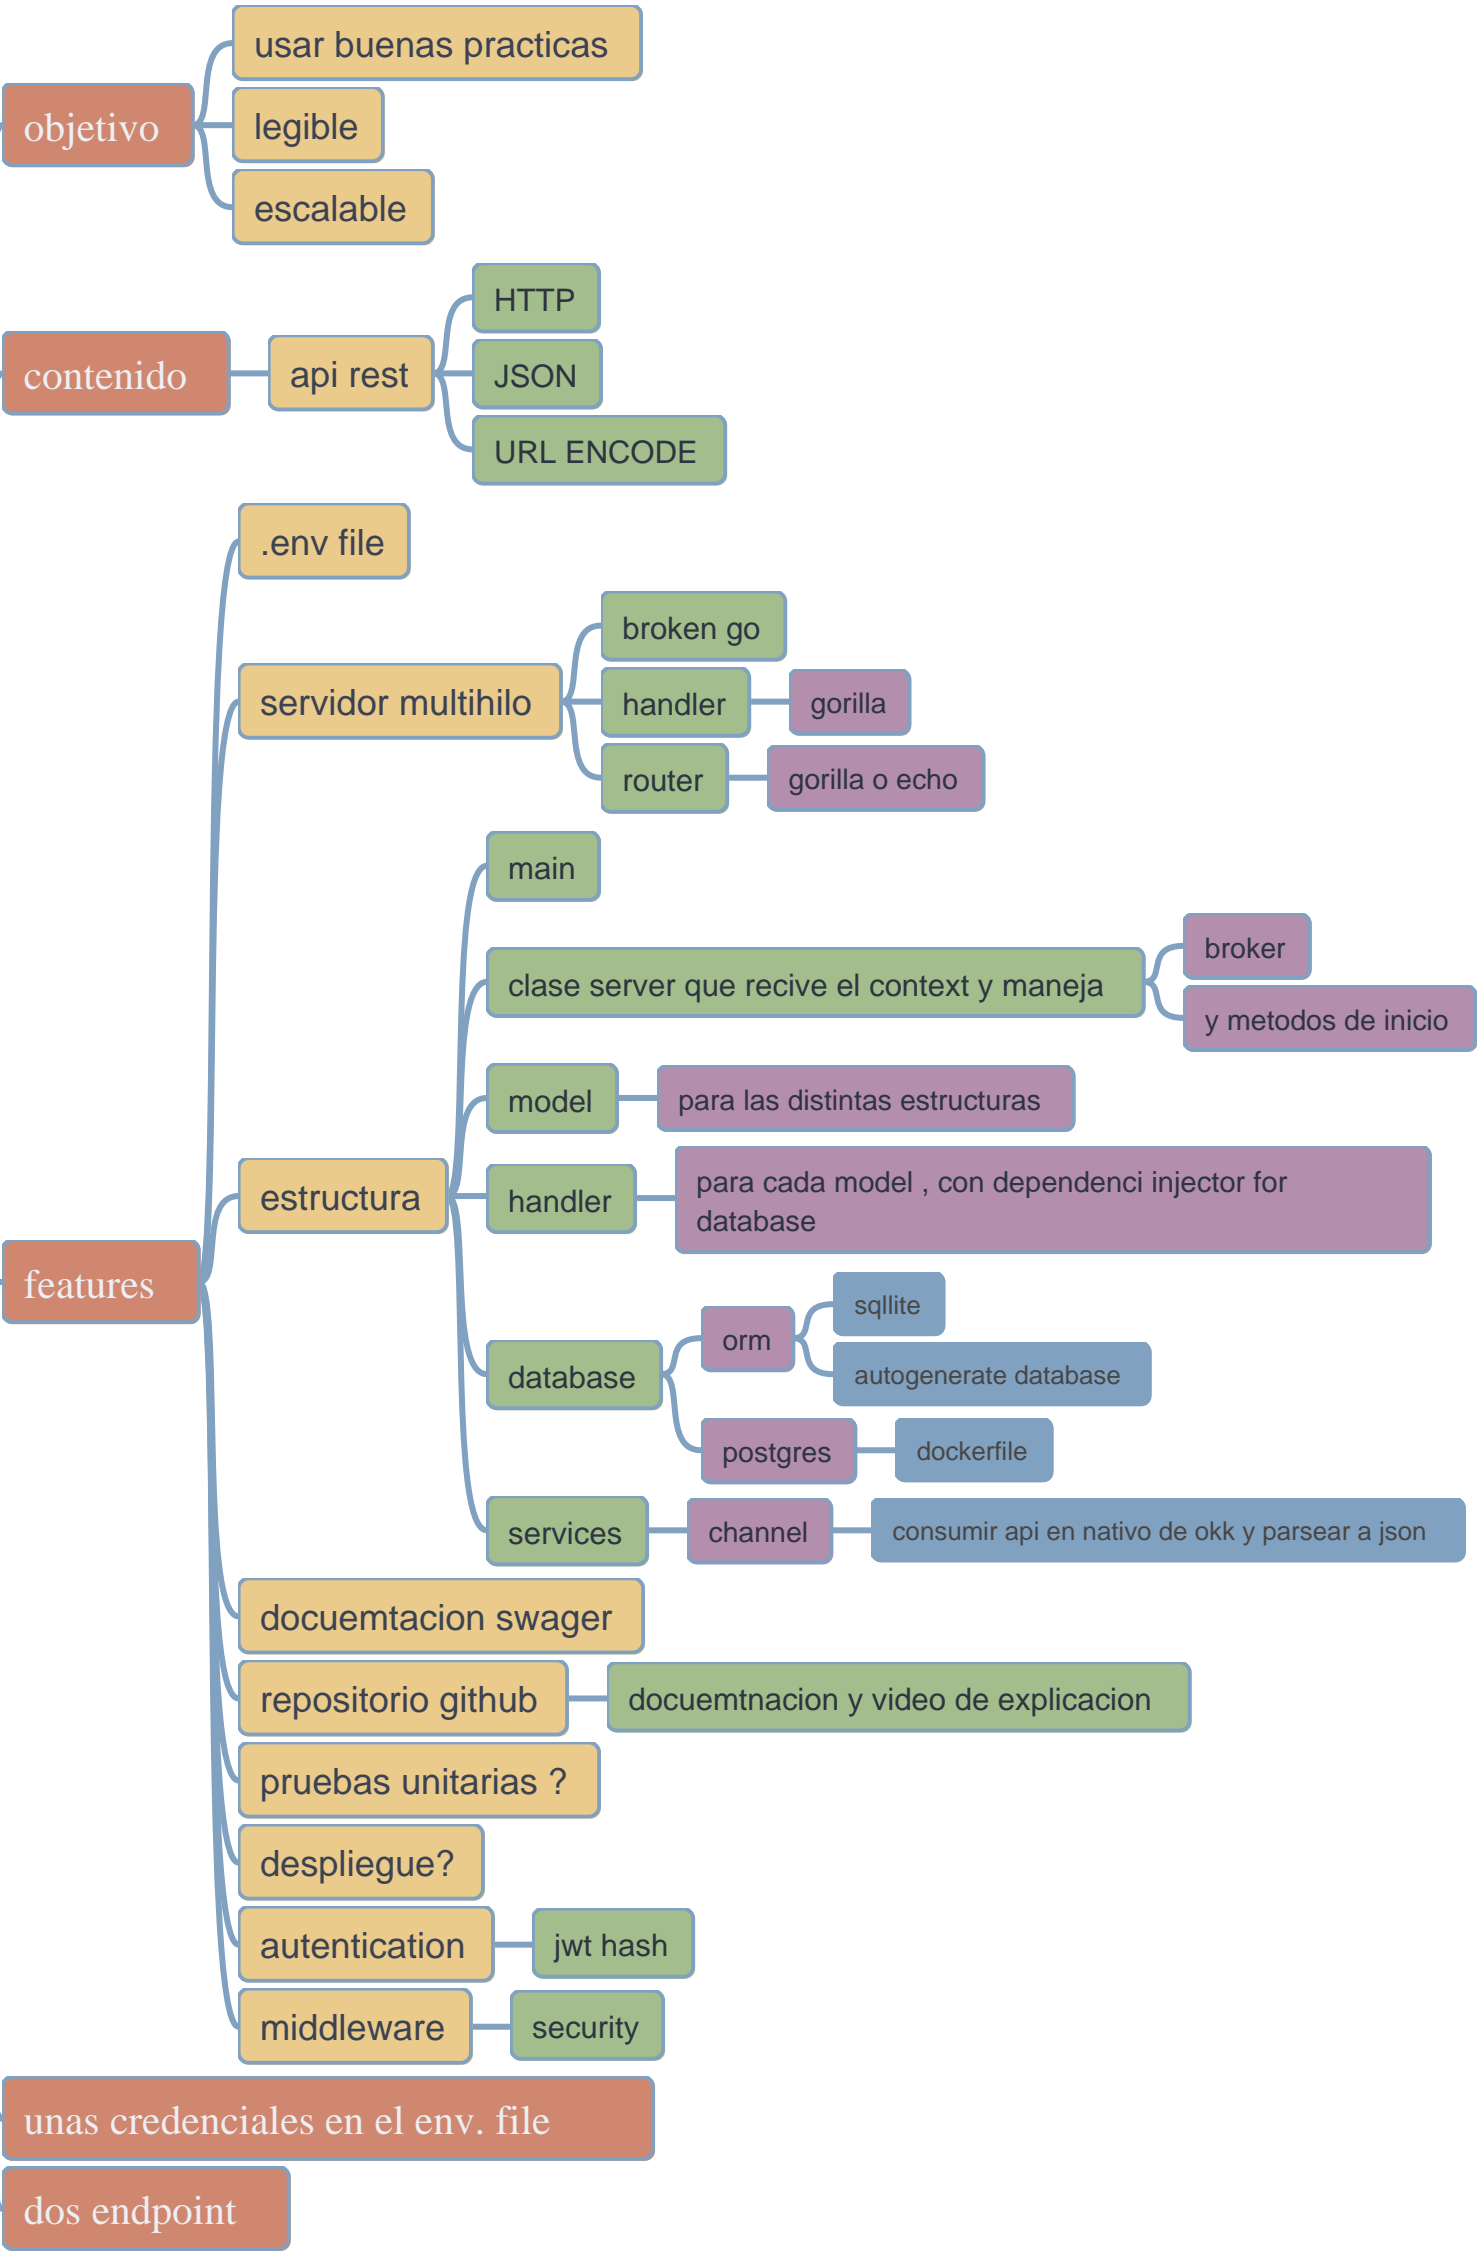 usar buenas practicas
objetivo
legible
escalable
HTTP
contenido
api rest
JSON
URL ENCODE
.env file
broken go
servidor multihilo
handler
gorilla
router
gorilla o echo
main
broker
clase server que recive el context y maneja
y metodos de inicio
model
para las distintas estructuras
estructura
handler
para cada model , con dependenci injector for
database
features
sqllite
orm
autogenerate database
database
postgres
dockerfile
services
channel
consumir api en nativo de okk y parsear a json
docuemtacion swager
repositorio github
docuemtnacion y video de explicacion
pruebas unitarias ?
despliegue?
autentication
jwt hash
middleware
security
unas credenciales en el env. file
dos endpoint